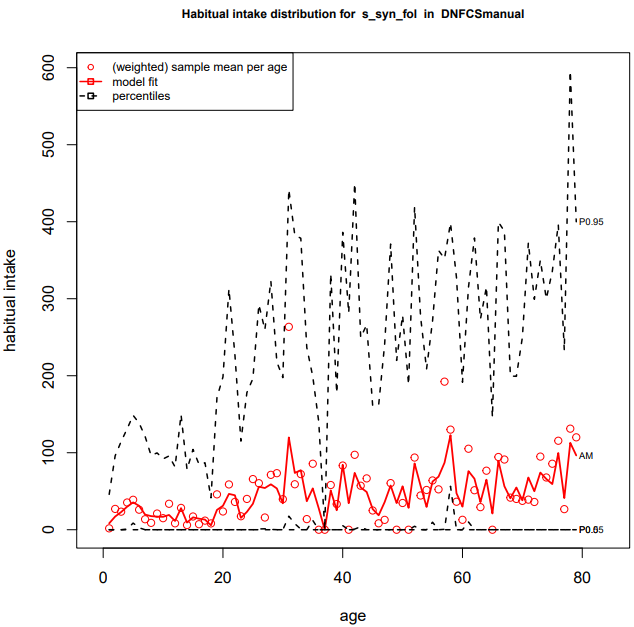 Habitual intake distribution for s_syn_fol in DNFCSmanual
(weighted) sample mean per age
model fit
percentiles
600
500
400
300
200
100
0
habitual intake
P0.95
AM
0 20 40 60 80
age